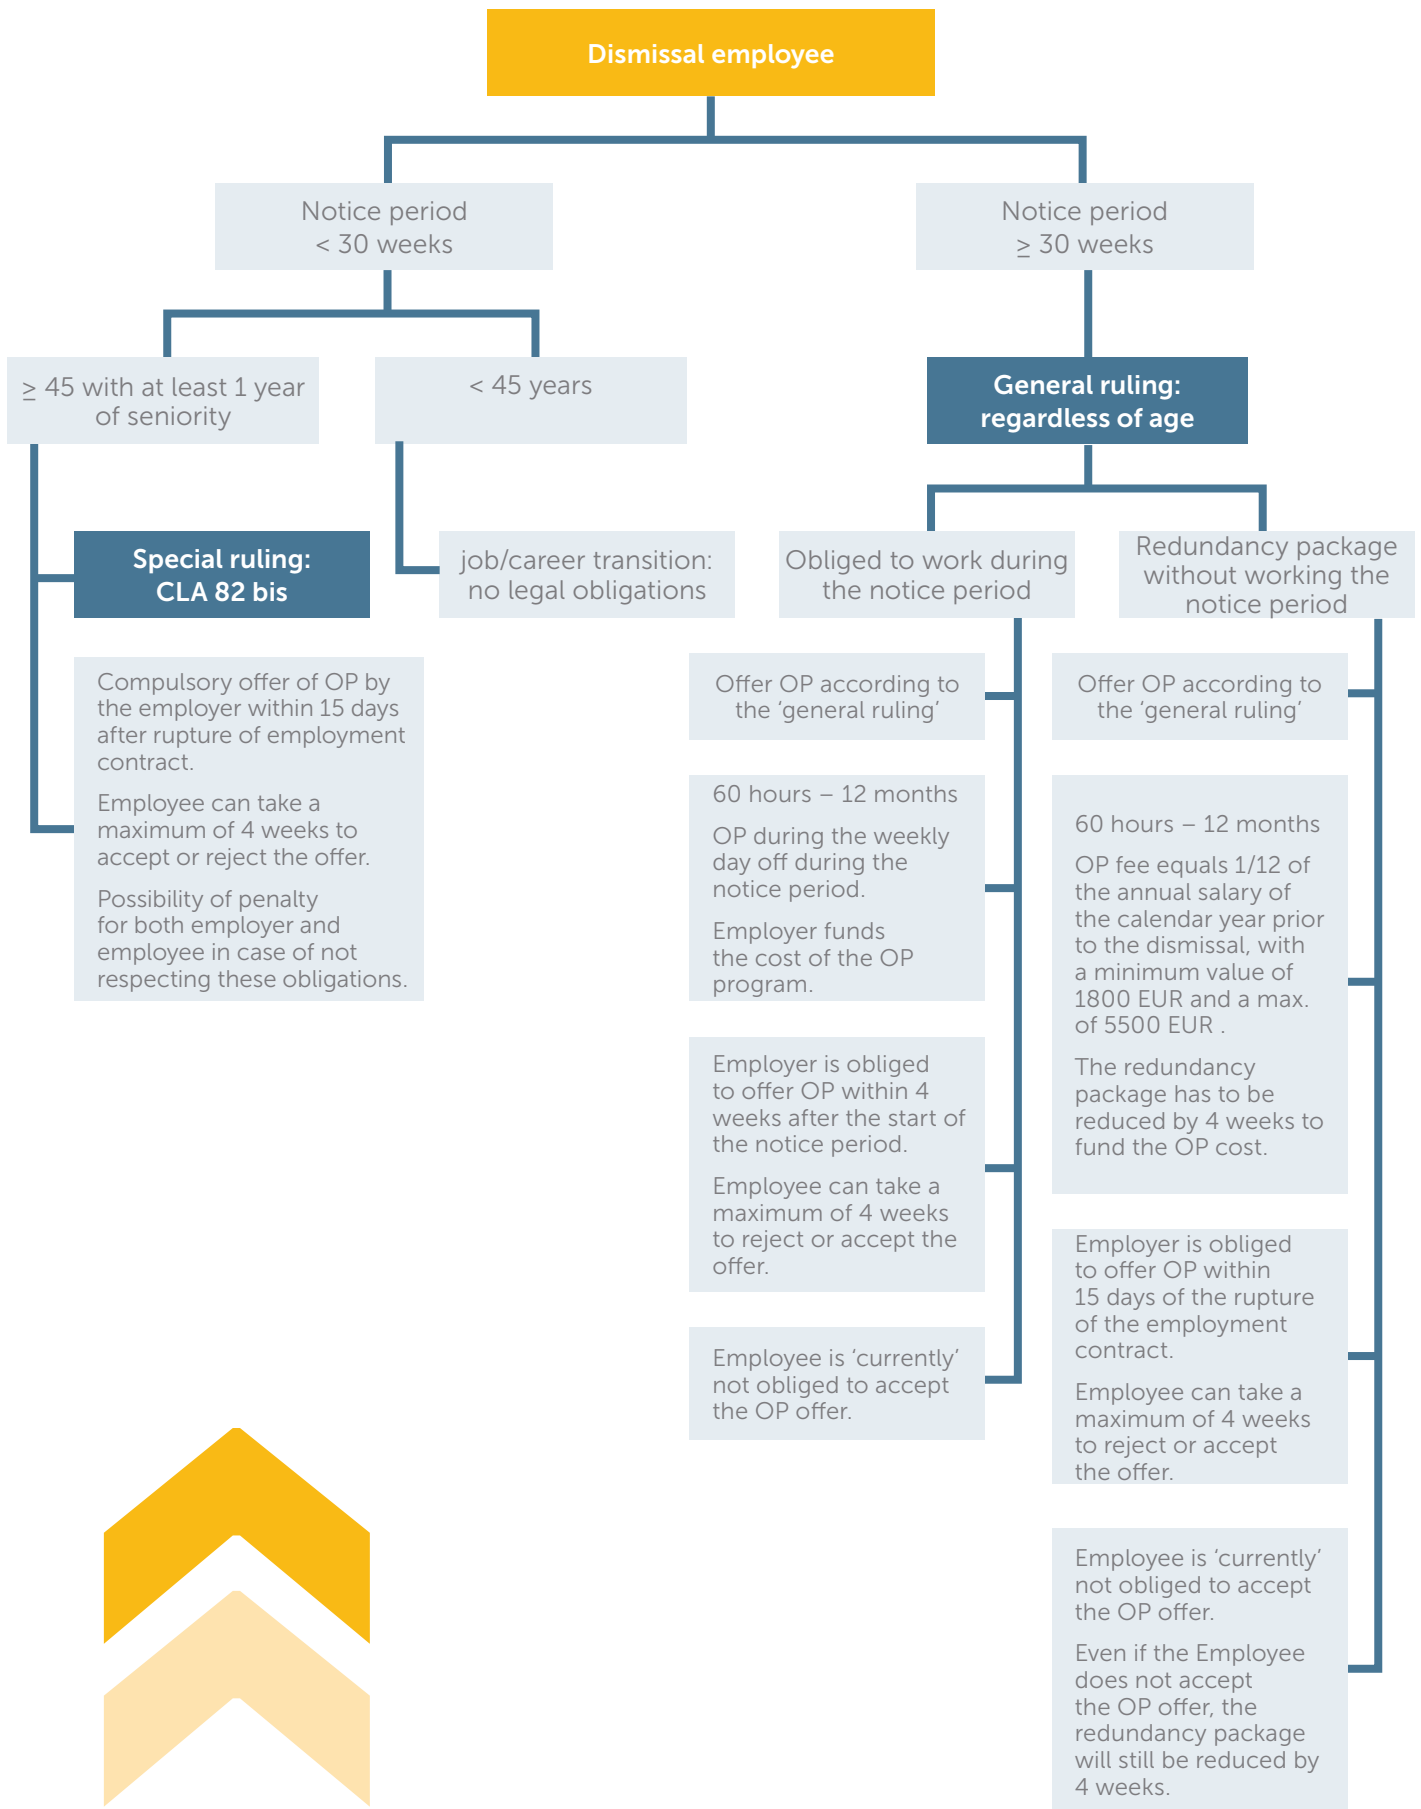 Dismissal employee
Notice period
< 30 weeks
Notice period
≥ 30 weeks
≥ 45 with at least 1 year
of seniority
< 45 years
General ruling:
regardless of age
Special ruling:
CLA 82 bis
job/career transition:
no legal obligations
Obliged to work during
the notice period
Redundancy package
without working the
notice period
Compulsory offer of OP by
the employer within 15 days
after rupture of employment
contract.
Employee can take a
maximum of 4 weeks to
accept or reject the offer.
Possibility of penalty
for both employer and
employee in case of not
respecting these obligations.
Offer OP according to
the ‘general ruling’
60 hours – 12 months
OP during the weekly
day off during the
notice period.
Employer funds
the cost of the OP
program.
Employer is obliged
to offer OP within 4
weeks after the start of
the notice period.
Employee can take a
maximum of 4 weeks
to reject or accept the
offer.
Employee is ‘currently’
not obliged to accept
the OP offer.
Offer OP according to
the ‘general ruling’
60 hours – 12 months
OP fee equals 1/12 of
the annual salary of
the calendar year prior
to the dismissal, with
a minimum value of
1800 EUR and a max.
of 5500 EUR .
The redundancy
package has to be
reduced by 4 weeks to
fund the OP cost.
Employer is obliged
to offer OP within
15 days of the rupture
of the employment
contract.
Employee can take a
maximum of 4 weeks
to reject or accept
the offer.
Employee is ‘currently’
not obliged to accept
the OP offer.
Even if the Employee
does not accept
the OP offer, the
redundancy package
will still be reduced by
4 weeks.